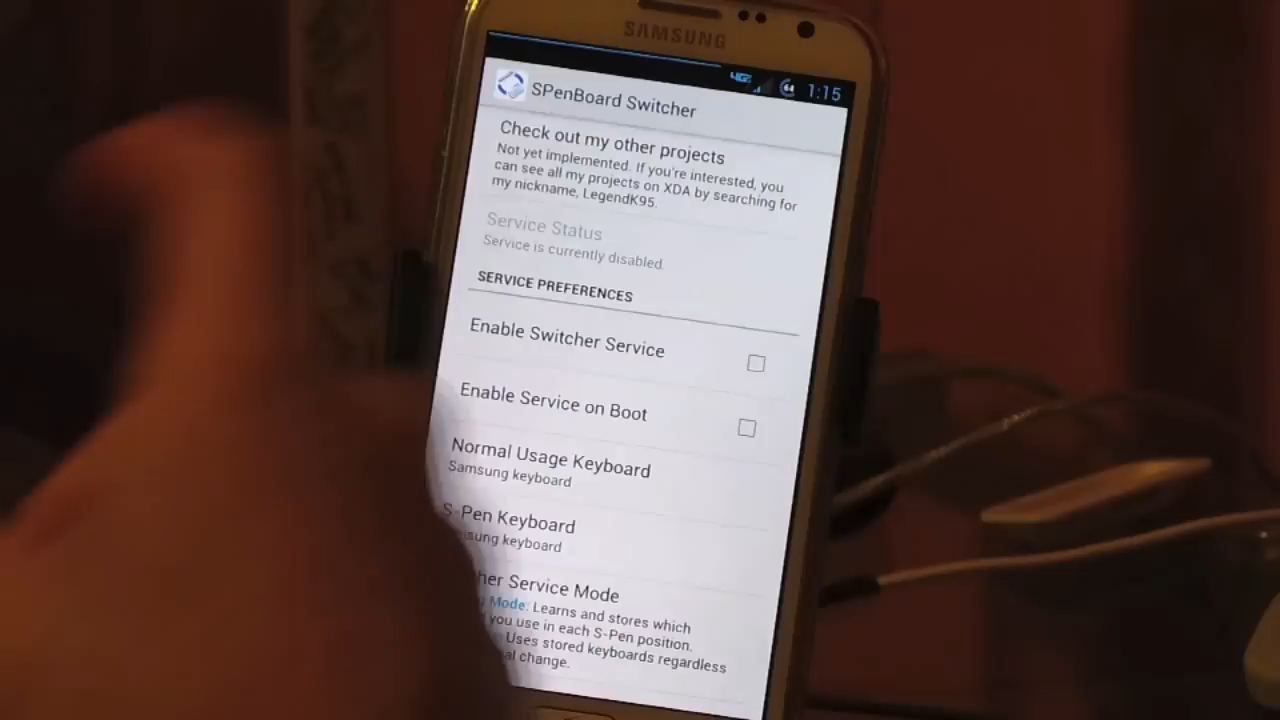 SAMSUNG
4G
64
1:15
SPenBoard Switcher
Check out my other projects
Not yet implemented. If you're interested, you
can see all my projects on XDA by searching for
my nickname, LegendK95.
Service Status
Service is currently disabled.
SERVICE PREFERENCES
Enable Switcher Service
Enable Service on Boot
Normal Usage Keyboard
Samsung keyboard
S-Pen Keyboard
keyboard
Service Mode
Mode: Learns and stores which
you use in each S-Pen position.
Uses stored keyboards regardless
change.